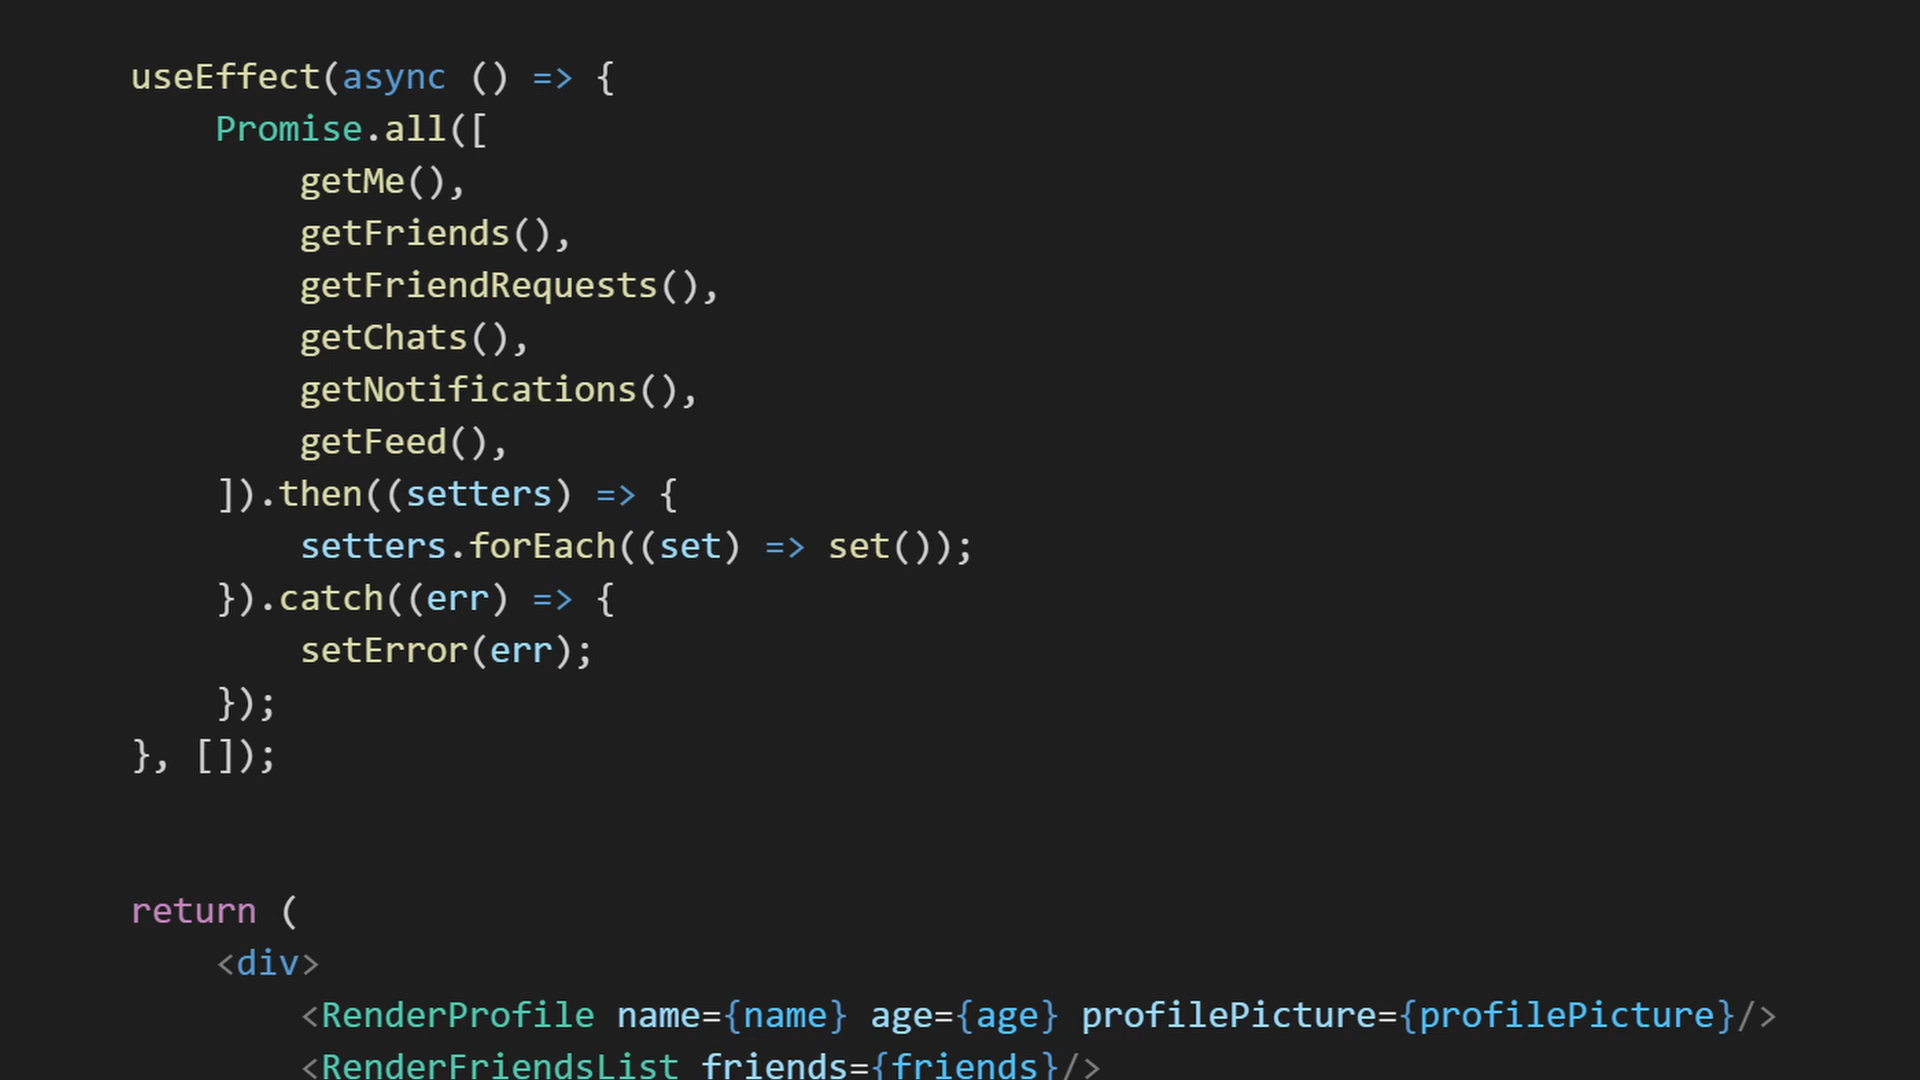 useEffect(async () => {
    Promise.all([
        getMe(),
        getFriends(),
        getFriendRequests(),
        getChats(),
        getNotifications(),
        getFeed(),
    ]).then((setters) => {
        setters.forEach((set) => set());
    }).catch((err) => {
        setError(err);
    });
}, []);
return (
    <div>
        <RenderProfile name={name} age={age} profilePicture={profilePicture}/>
        <RenderFriendsList friends={friends}/>